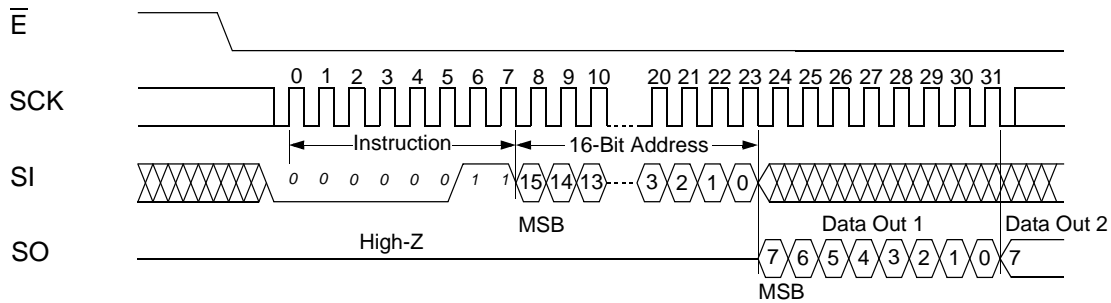 E
0 1 2 3 4 5 6 7 8 9 10 20 21 22 23 24 25 26 27 28 29 30 31
SCK
Instruction 16-Bit Address
SI 0 0 0 0 0 0 1 1 15 14 13 3 2 1 0
MSB Data Out 1 Data Out 2
High-Z
SO 7 6 5 4 3 2 1 0 7
MSB